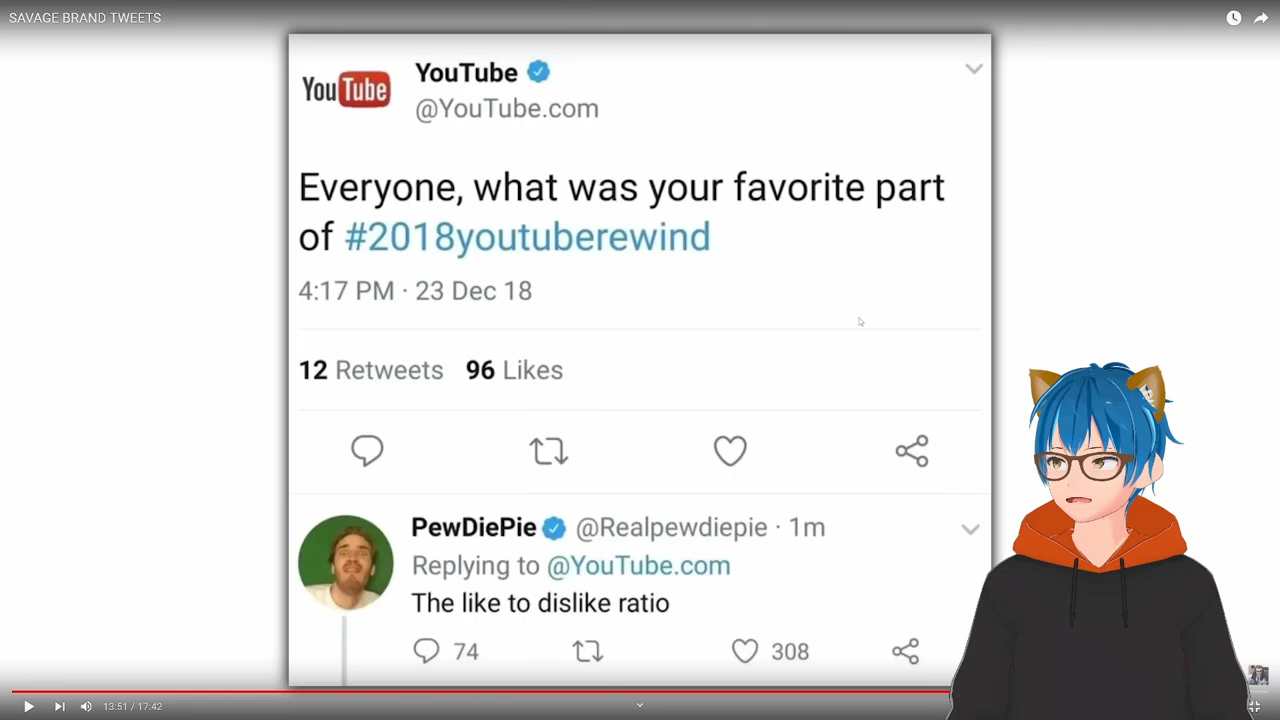 SAVAGE BRAND TWEETS
YouTube
YouTube
@YouTube.com
Everyone, what was your favorite part
of #2018youtuberewind
4:17 PM · 23 Dec 18
12 Retweets 96 Likes
PewDiePie @Realpewdiepie · 1m
Replying to @YouTube.com
The like to dislike ratio
74 308
13:51 / 17:42